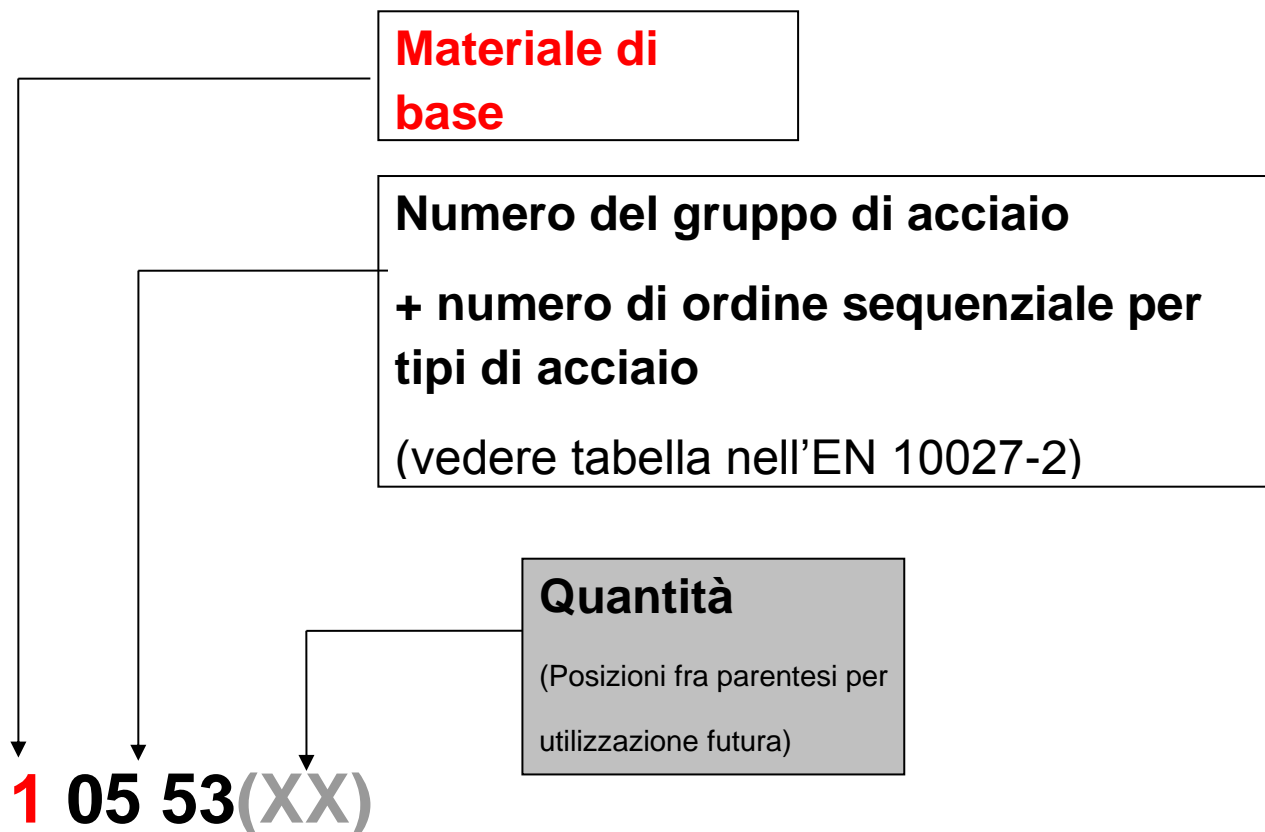 Materiale di
base
Numero del gruppo di acciaio
+ numero di ordine sequenziale per
tipi di acciaio
(vedere tabella nell’EN 10027-2)
Quantità
(Posizioni fra parentesi per
utilizzazione futura)
1 05 53(XX)